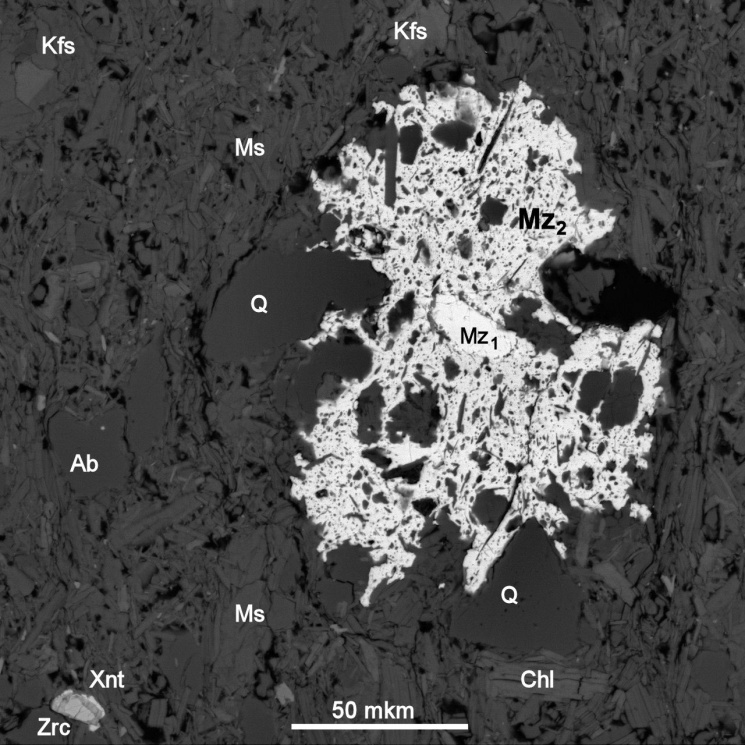 Kfs
Kfs
Ms
Mz₂
Q
Mz₁
Ab
Ms
Q
Xnt
Chl
Zrc
50 mkm